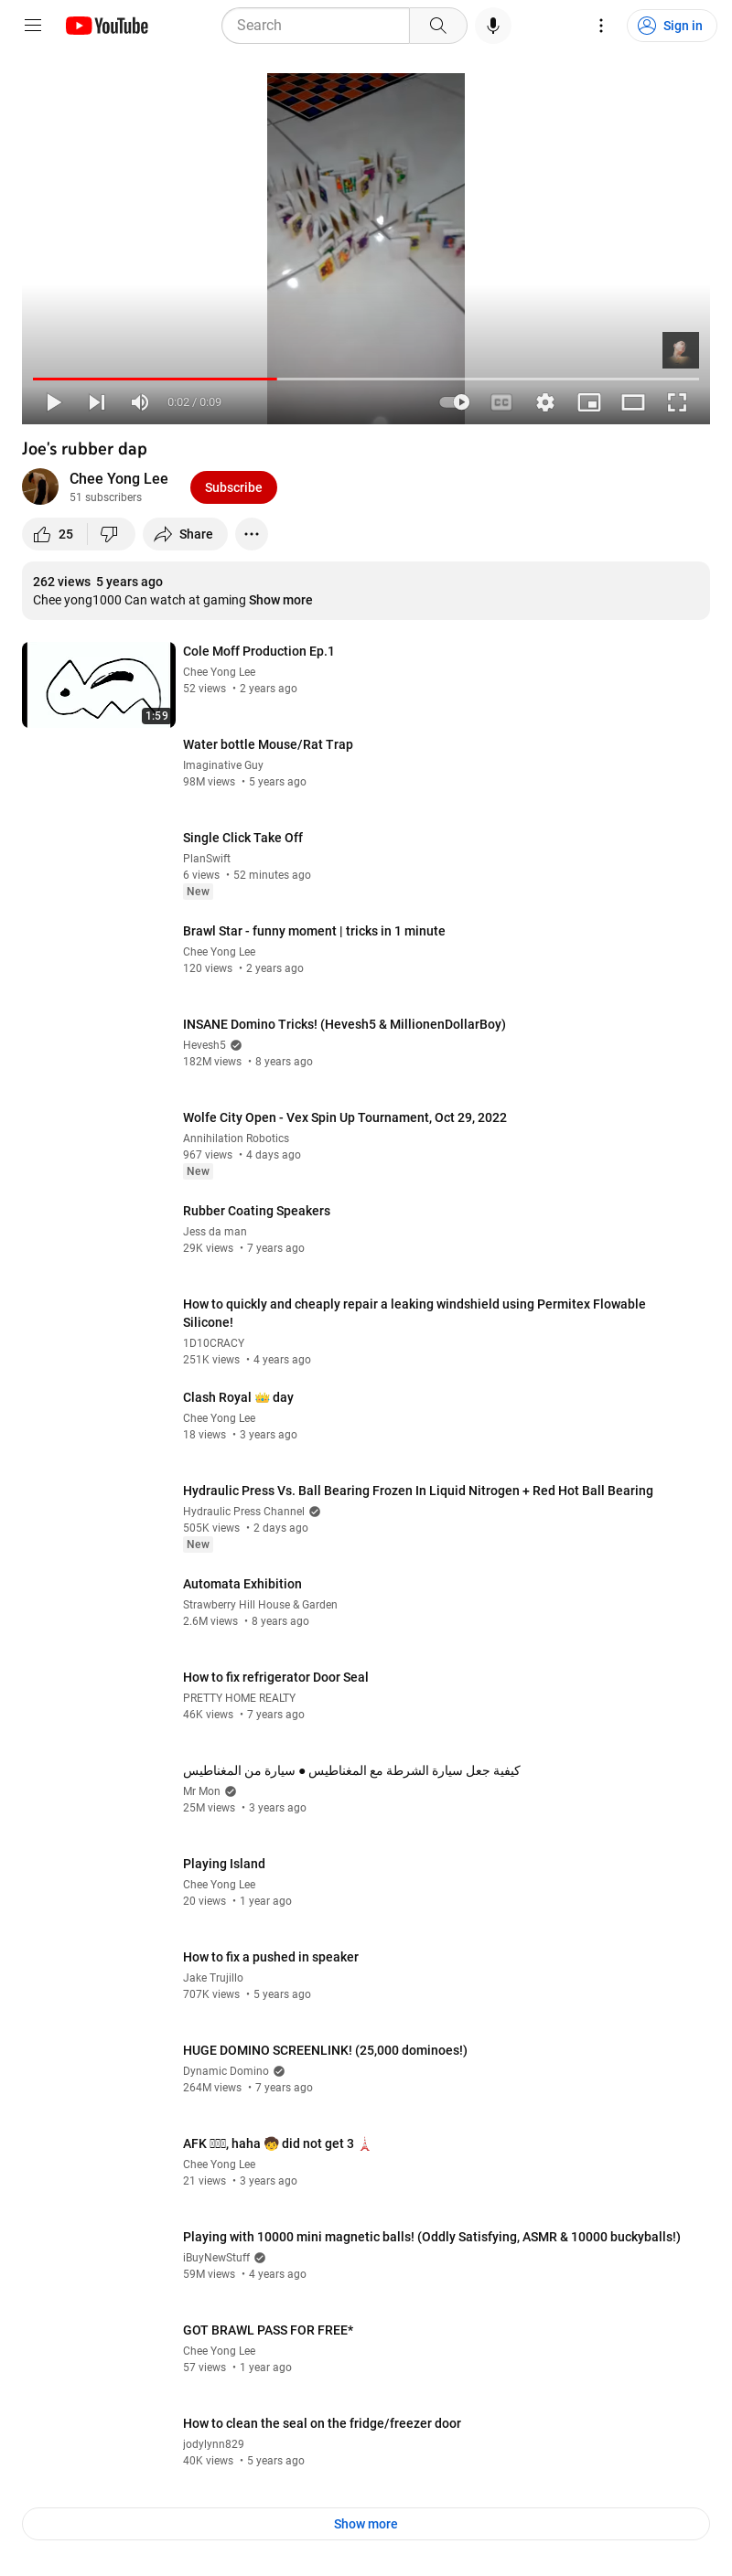 YouTube
Search
Sign in
0:02 / 0:09
CC
Joe's rubber dap
Chee Yong Lee
51 subscribers
Subscribe
25
Share
262 views 5 years ago
Chee yong1000 Can watch at gaming Show more
1:59
Cole Moff Production Ep.1
Chee Yong Lee
52 views • 2 years ago
Water bottle Mouse/Rat Trap
Imaginative Guy
98M views • 5 years ago
Single Click Take Off
PlanSwift
6 views • 52 minutes ago
New
Brawl Star - funny moment | tricks in 1 minute
Chee Yong Lee
120 views • 2 years ago
INSANE Domino Tricks! (Hevesh5 & MillionenDollarBoy)
Hevesh5
182M views • 8 years ago
Wolfe City Open - Vex Spin Up Tournament, Oct 29, 2022
Annihilation Robotics
967 views • 4 days ago
New
Rubber Coating Speakers
Jess da man
29K views • 7 years ago
How to quickly and cheaply repair a leaking windshield using Permitex Flowable
Silicone!
1D10CRACY
251K views • 4 years ago
Clash Royal 👑 day
Chee Yong Lee
18 views • 3 years ago
Hydraulic Press Vs. Ball Bearing Frozen In Liquid Nitrogen + Red Hot Ball Bearing
Hydraulic Press Channel
505K views • 2 days ago
New
Automata Exhibition
Strawberry Hill House & Garden
2.6M views • 8 years ago
How to fix refrigerator Door Seal
PRETTY HOME REALTY
46K views • 7 years ago
كيفية جعل سيارة الشرطة مع المغناطيس ● سيارة من المغناطيس
Mr Mon
25M views • 3 years ago
Playing Island
Chee Yong Lee
20 views • 1 year ago
How to fix a pushed in speaker
Jake Trujillo
707K views • 5 years ago
HUGE DOMINO SCREENLINK! (25,000 dominoes!)
Dynamic Domino
264M views • 7 years ago
AFK , haha 🧒 did not get 3 🗼
Chee Yong Lee
21 views • 3 years ago
Playing with 10000 mini magnetic balls! (Oddly Satisfying, ASMR & 10000 buckyballs!)
iBuyNewStuff
59M views • 4 years ago
GOT BRAWL PASS FOR FREE*
Chee Yong Lee
57 views • 1 year ago
How to clean the seal on the fridge/freezer door
jodylynn829
40K views • 5 years ago
Show more